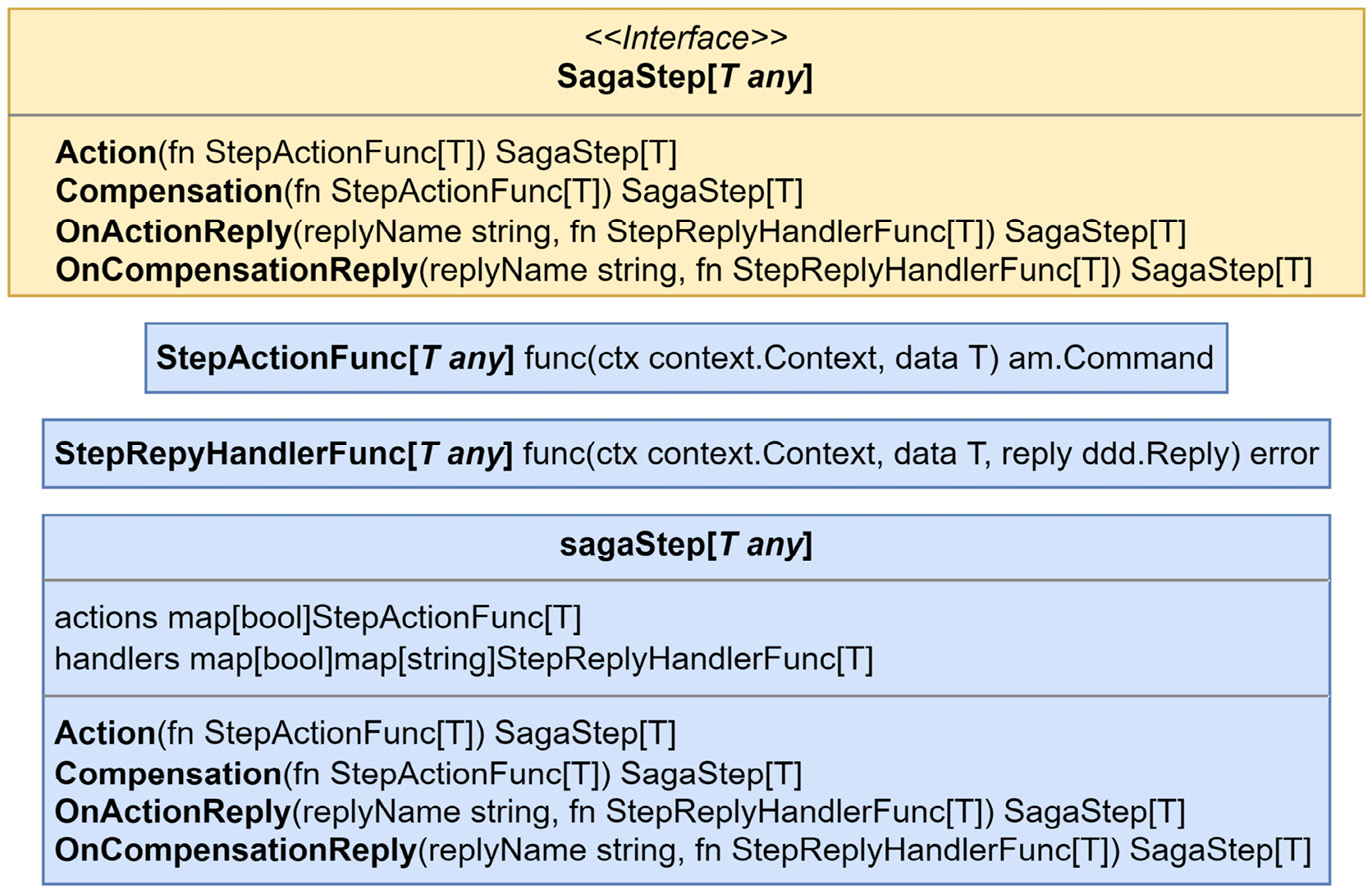 <<Interface>>
SagaStep[T any]
Action(fn StepActionFunc[T]) SagaStep[T]
Compensation(fn StepActionFunc[T]) SagaStep[T]
OnActionReply(replyName string, fn StepReplyHandlerFunc[T]) SagaStep[T]
OnCompensationReply(replyName string, fn StepReplyHandlerFunc[T]) SagaStep[T]
StepActionFunc[T any] func(ctx context.Context, data T) am.Command
StepRepyHandlerFunc[T any] func(ctx context.Context, data T, reply ddd.Reply) error
sagaStep[T any]
actions map[bool]StepActionFunc[T]
handlers map[bool]map[string]StepReplyHandlerFunc[T]
Action(fn StepActionFunc[T]) SagaStep[T]
Compensation(fn StepActionFunc[T]) SagaStep[T]
OnActionReply(replyName string, fn StepReplyHandlerFunc[T]) SagaStep[T]
OnCompensationReply(replyName string, fn StepReplyHandlerFunc[T]) SagaStep[T]